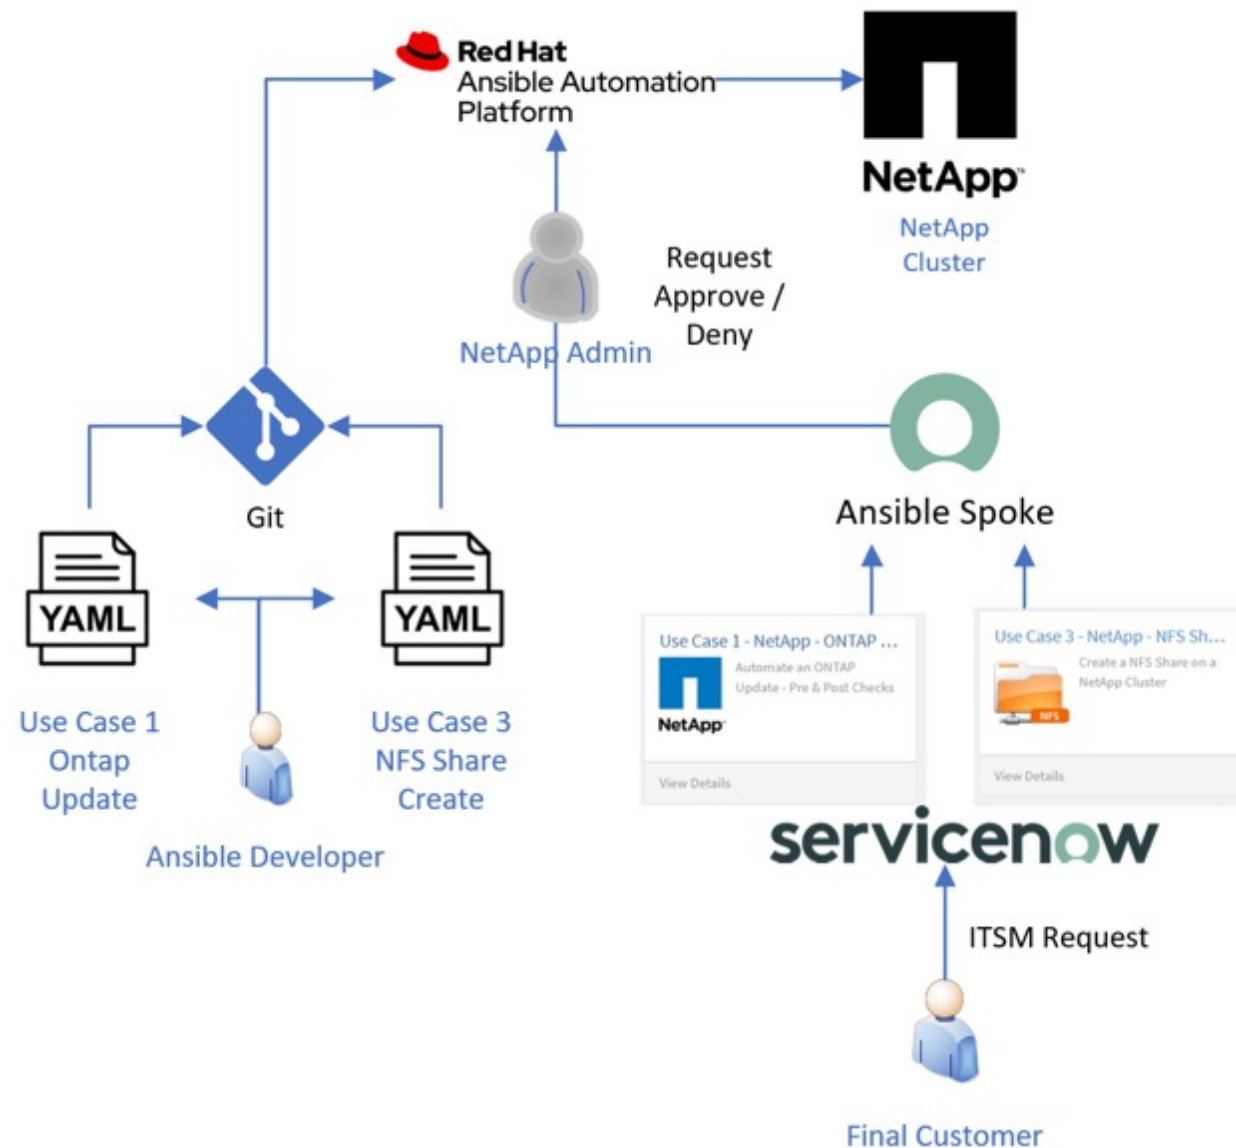 Red Hat
Ansible Automation
Platform
NetApp™
NetApp
Cluster
Request
Approve /
Deny
NetApp Admin
Git
Ansible Spoke
YAML
YAML
Use Case 1
Ontap
Update
Use Case 3
NFS Share
Create
Ansible Developer
Use Case 1 - NetApp - ONTAP ...
Automate an ONTAP
Update - Pre & Post Checks
NetApp
View Details
Use Case 3 - NetApp - NFS Sh...
Create a NFS Share on a
NetApp Cluster
NFS
View Details
servicenow
ITSM Request
Final Customer